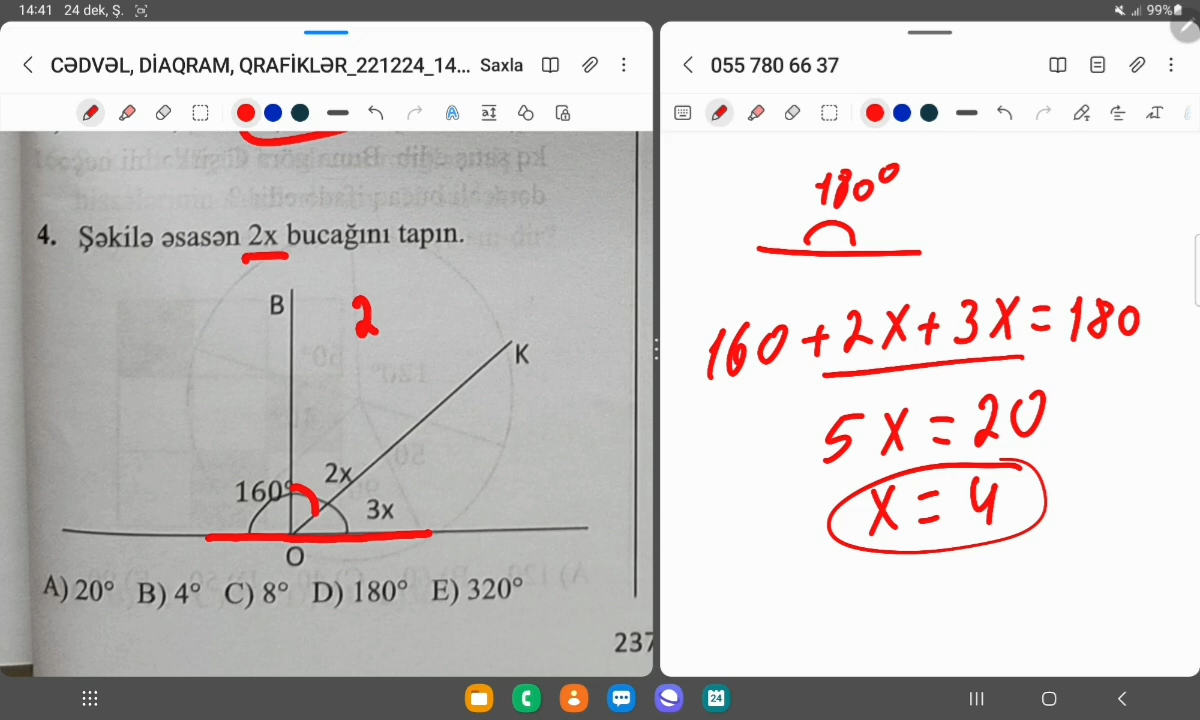 14:41 24 dek, Ş.
99%
CƏDVƏL, DİAQRAM, QRAFİKLƏR_221224_14... Saxla
4. Şəkilə əsasən 2x bucağını tapın.
B
2
K
160°
2x
3x
O
A) 20° B) 4° C) 8° D) 180° E) 320°
237
055 780 66 37
180°
160+2x+3x=180
5x=20
x=4
24